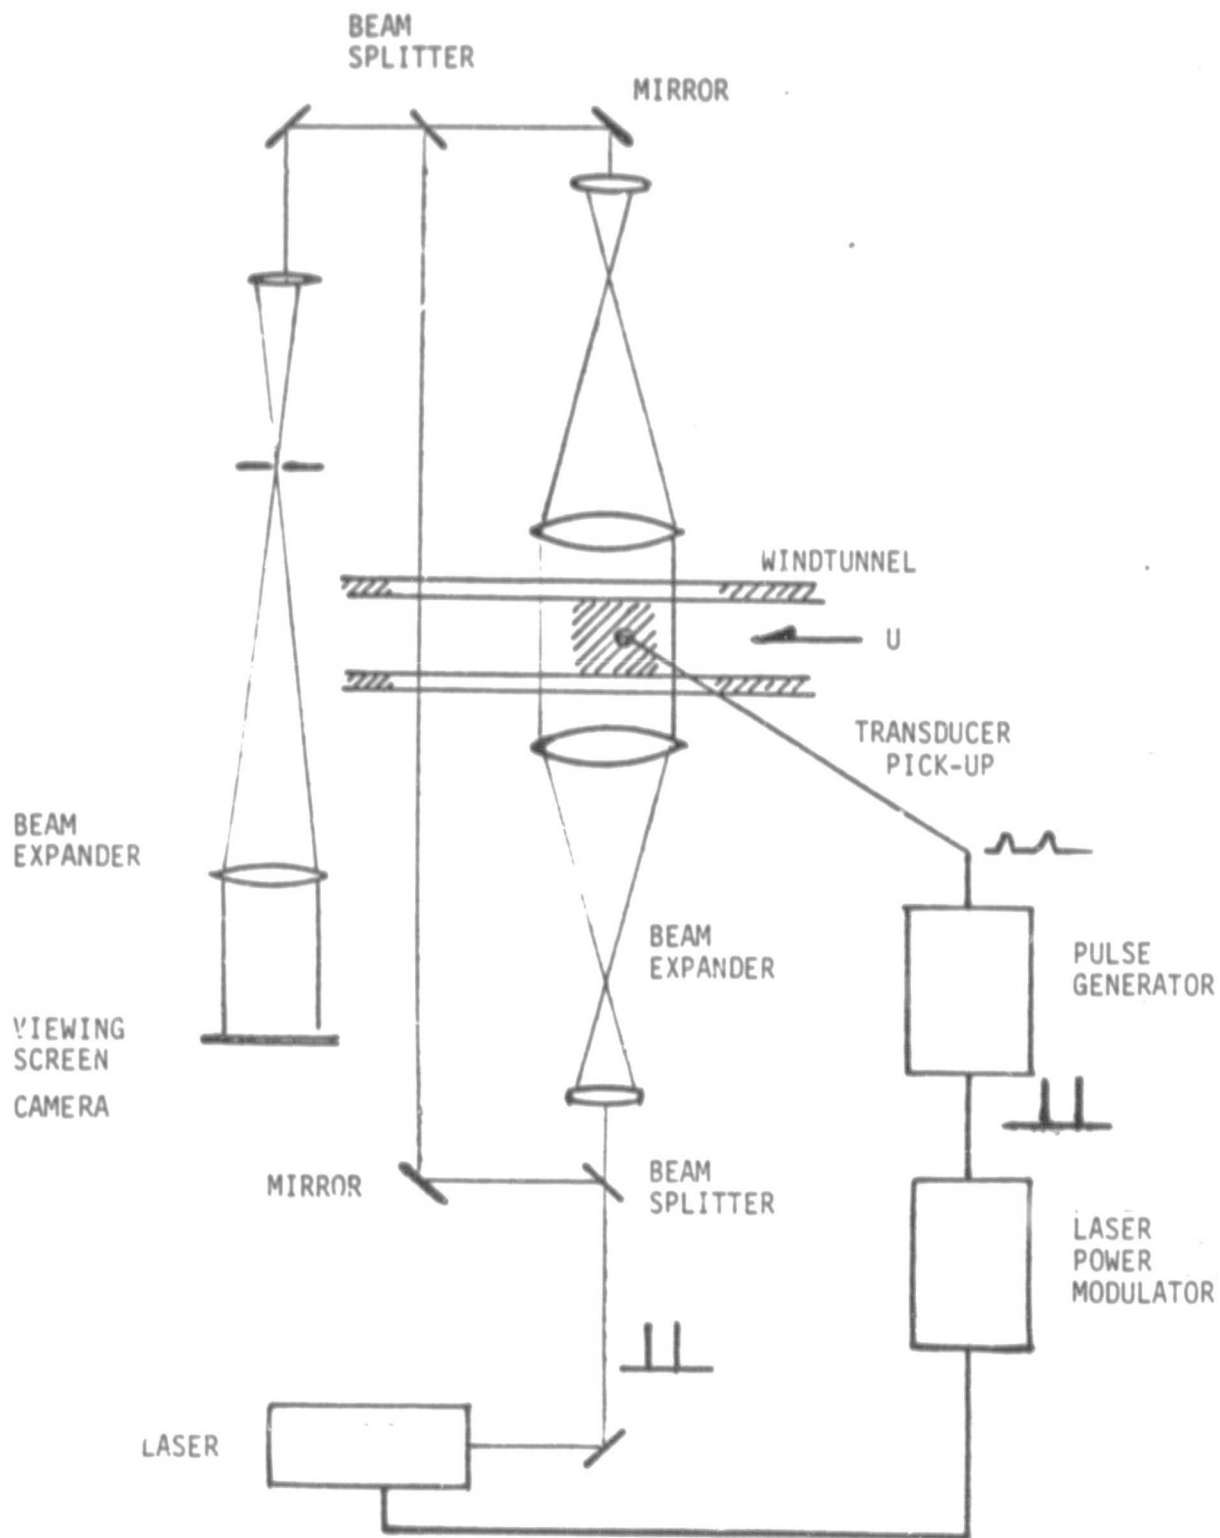 BEAM
SPLITTER
MIRROR
WINDTUNNEL
U
TRANSDUCER
PICK-UP
BEAM
EXPANDER
BEAM
EXPANDER
PULSE
GENERATOR
VIEWING
SCREEN
CAMERA
MIRROR
BEAM
SPLITTER
LASER
POWER
MODULATOR
LASER